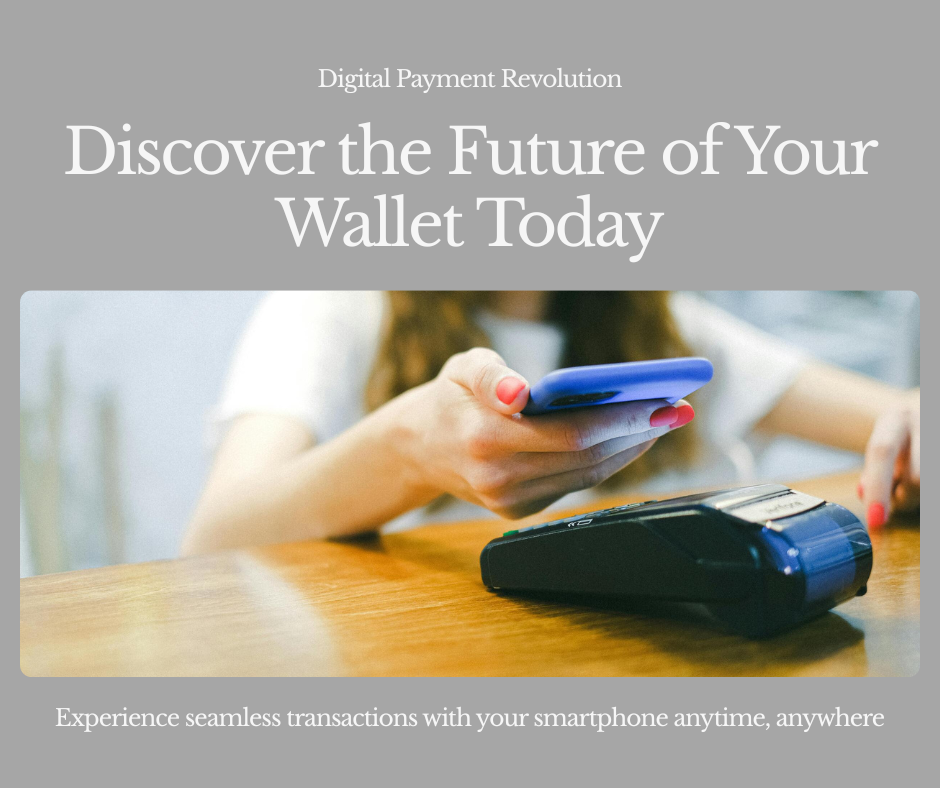 Digital Payment Revolution
Discover the Future of Your
Wallet Today
Experience seamless transactions with your smartphone anytime, anywhere